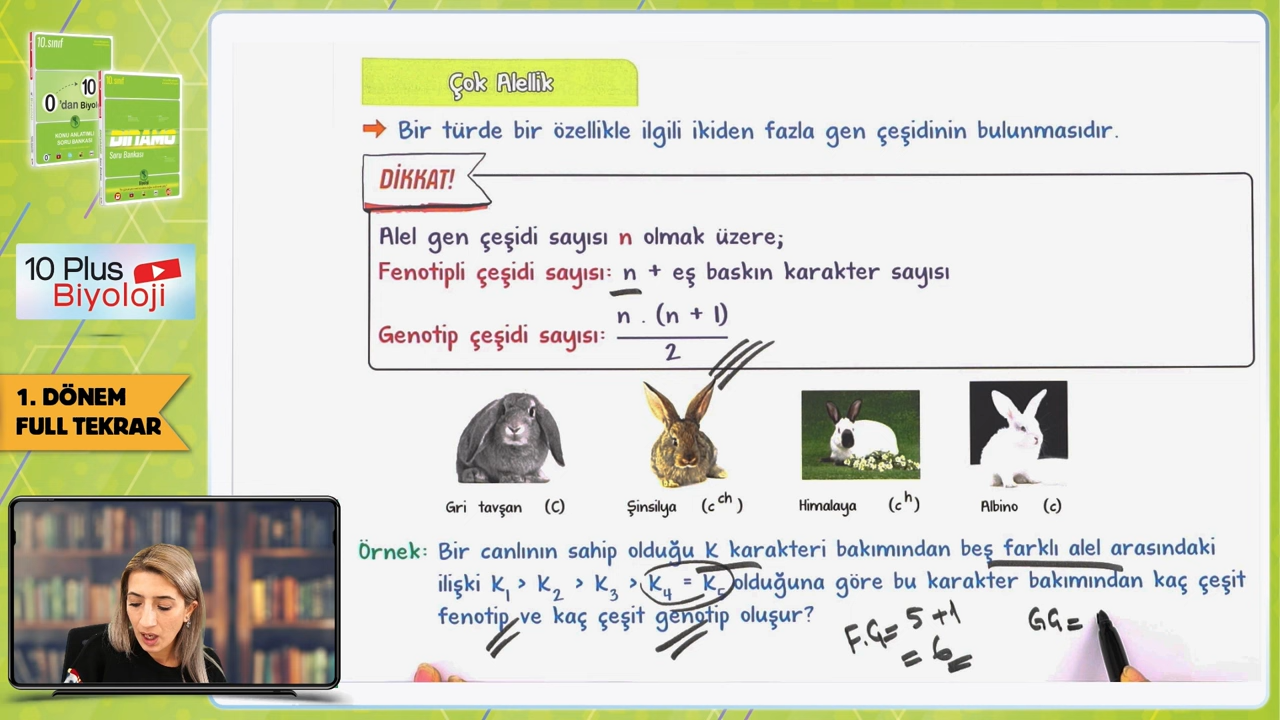 10.sınıf
0 'dan 10
Biyoloji
KONU ANLATIMLI
SORU BANKASI
10.sınıf
DINAMO
Soru Bankası
10 Plus
Biyoloji
1. DÖNEM
FULL TEKRAR
Çok Alellik
Bir türde bir özellikle ilgili ikiden fazla gen çeşidinin bulunmasıdır.
DİKKAT!
Alel gen çeşidi sayısı n olmak üzere;
Fenotipli çeşidi sayısı: n + eş baskın karakter sayısı
Genotip çeşidi sayısı: n . (n + 1)
2
Gri tavşan (C) Şinsilya (c^ch) Himalaya (c^h) Albino (c)
Örnek: Bir canlının sahip olduğu K karakteri bakımından beş farklı alel arasındaki
ilişki K₁ > K₂ > K₃ > K₄ = K₅ olduğuna göre bu karakter bakımından kaç çeşit
fenotip ve kaç çeşit genotip oluşur?
F.Ç= 5 +1
= 6
GÇ=